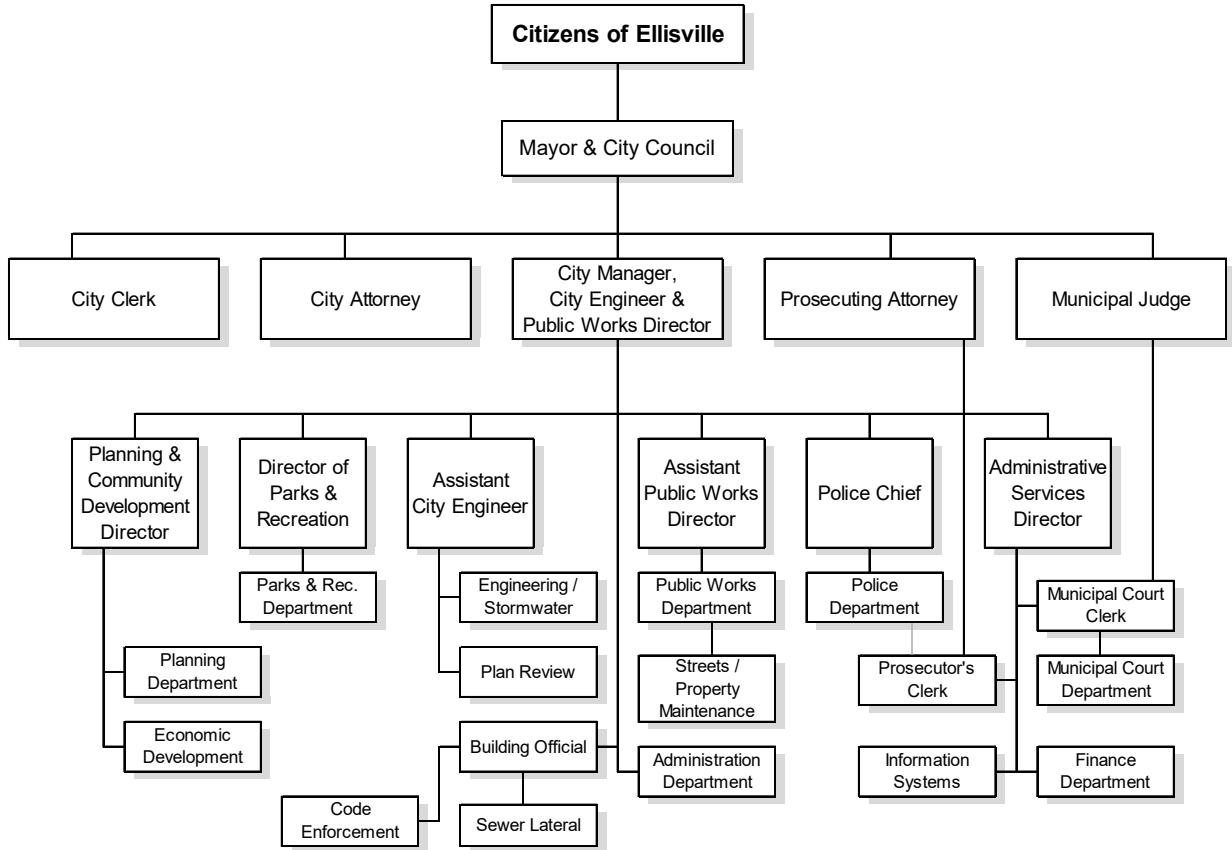 Citizens of Ellisville
Mayor & City Council
City Clerk
City Attorney
City Manager,
City Engineer &
Public Works Director
Prosecuting Attorney
Municipal Judge
Planning &
Community
Development
Director
Director of
Parks &
Recreation
Assistant
City Engineer
Assistant
Public Works
Director
Police Chief
Administrative
Services
Director
Parks & Rec.
Department
Engineering /
Stormwater
Public Works
Department
Police
Department
Municipal Court
Clerk
Planning
Department
Plan Review
Streets /
Property
Maintenance
Prosecutor's
Clerk
Municipal Court
Department
Economic
Development
Building Official
Administration
Department
Information
Systems
Finance
Department
Code
Enforcement
Sewer Lateral